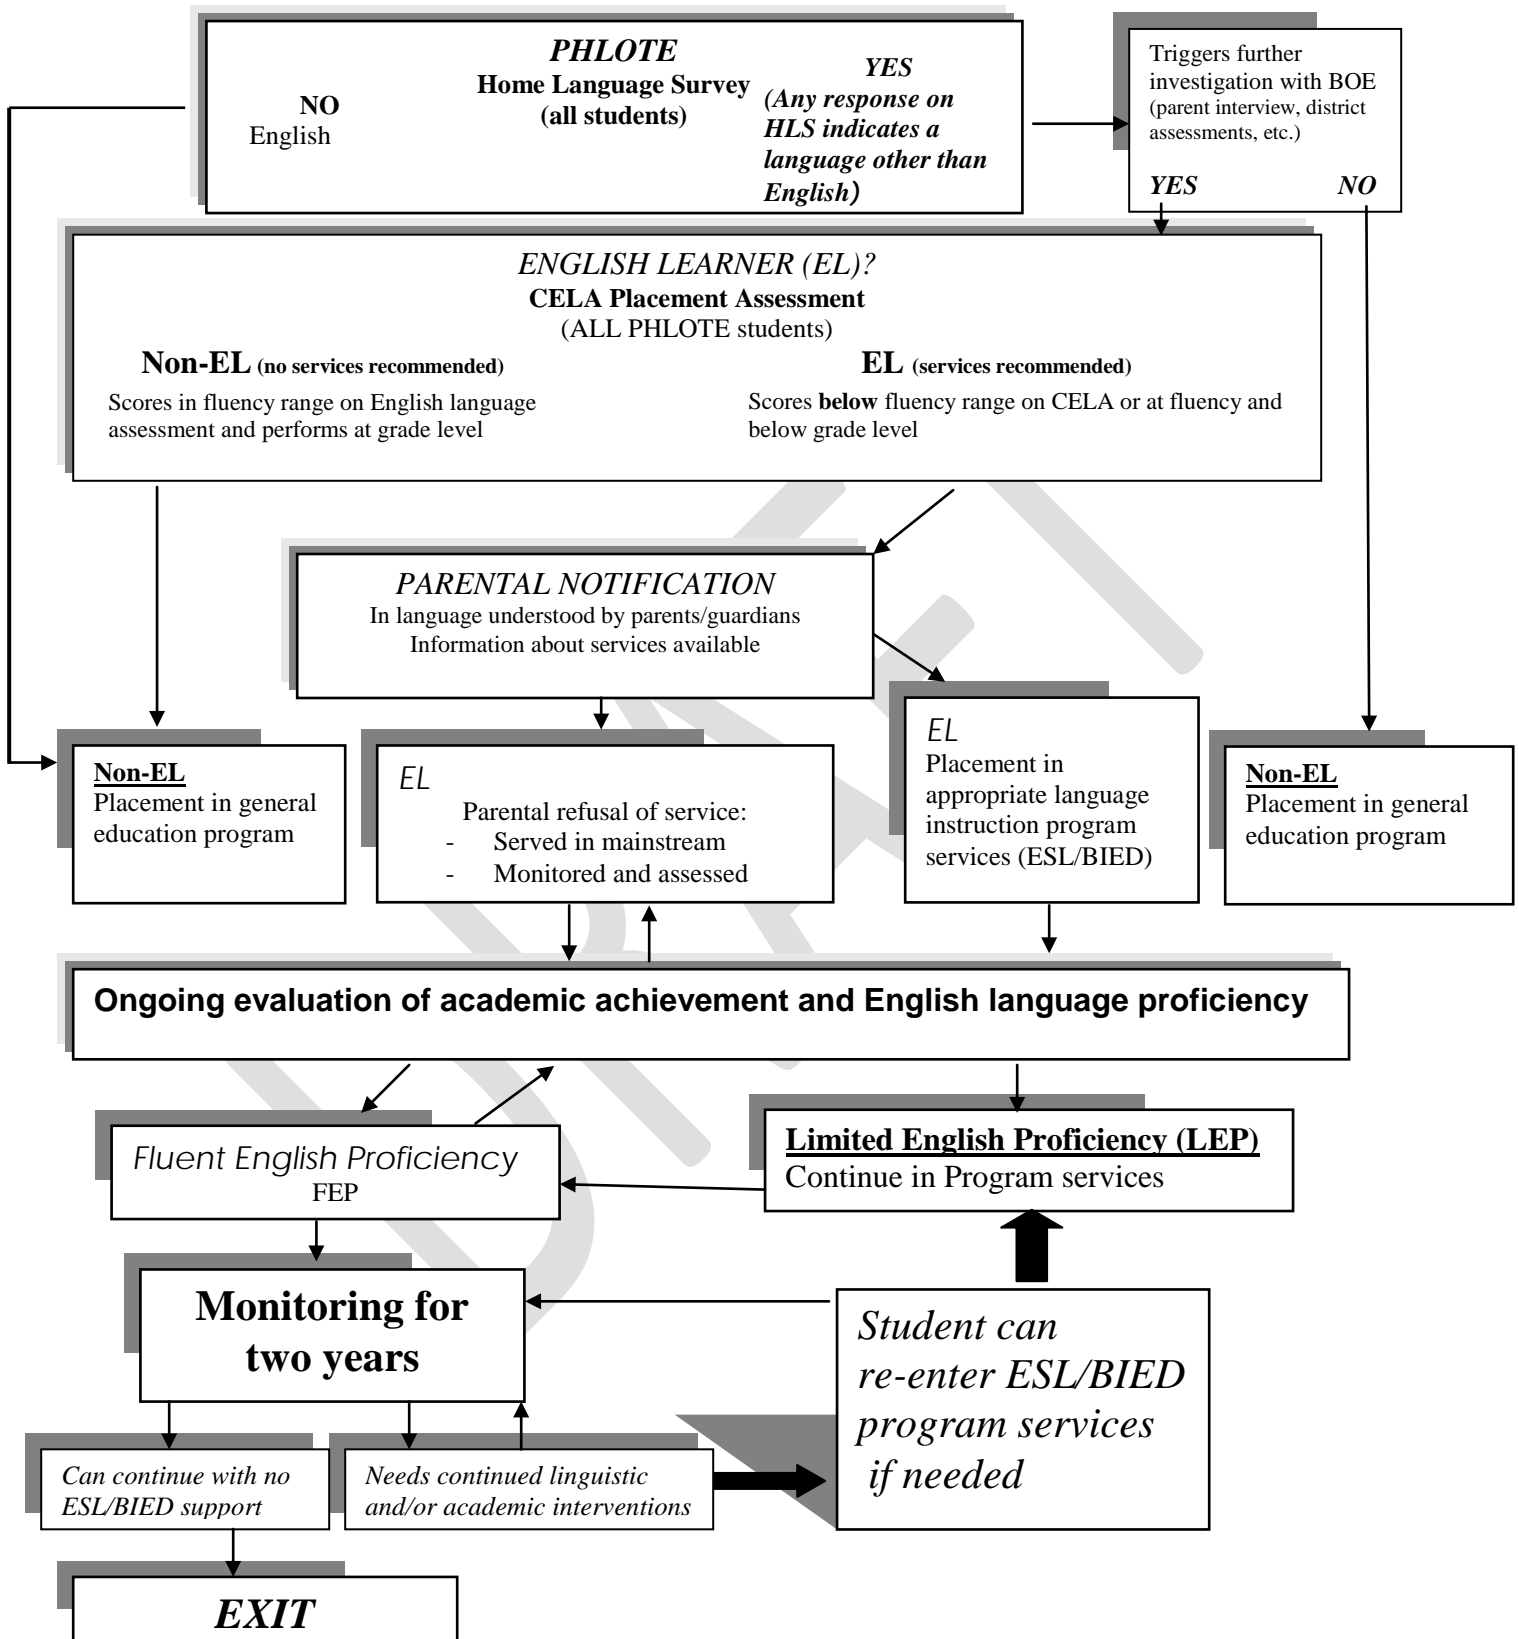 PHLOTE
Home Language Survey
(all students)
NO
English
YES
(Any response on
HLS indicates a
language other than
English)
Triggers further
investigation with BOE
(parent interview, district
assessments, etc.)
YES NO
ENGLISH LEARNER (EL)?
CELA Placement Assessment
(ALL PHLOTE students)
Non-EL (no services recommended)
Scores in fluency range on English language
assessment and performs at grade level
EL (services recommended)
Scores below fluency range on CELA or at fluency and
below grade level
PARENTAL NOTIFICATION
In language understood by parents/guardians
Information about services available
Non-EL
Placement in general
education program
EL
Parental refusal of service:
- Served in mainstream
- Monitored and assessed
EL
Placement in
appropriate language
instruction program
services (ESL/BIED)
Non-EL
Placement in general
education program
Ongoing evaluation of academic achievement and English language proficiency
Fluent English Proficiency
FEP
Limited English Proficiency (LEP)
Continue in Program services
Monitoring for
two years
Student can
re-enter ESL/BIED
program services
if needed
Can continue with no
ESL/BIED support
Needs continued linguistic
and/or academic interventions
EXIT
DRAFT